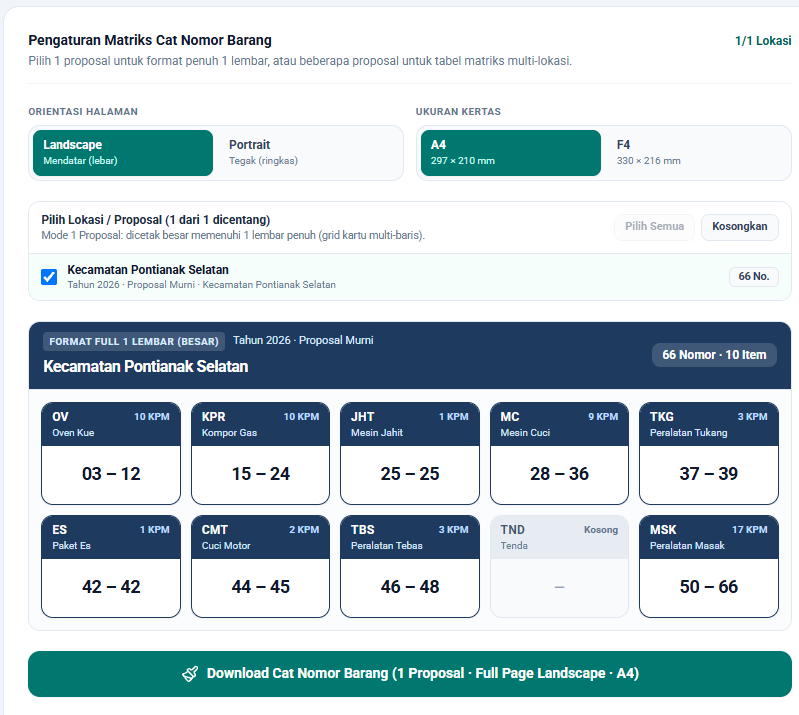 Pengaturan Matriks Cat Nomor Barang
1/1 Lokasi
Pilih 1 proposal untuk format penuh 1 lembar, atau beberapa proposal untuk tabel matriks multi-lokasi.
ORIENTASI HALAMAN
UKURAN KERTAS
Landscape
Mendatar (lebar)
Portrait
Tegak (ringkas)
A4
297 × 210 mm
F4
330 × 216 mm
Pilih Lokasi / Proposal (1 dari 1 dicentang)
Mode 1 Proposal: dicetak besar memenuhi 1 lembar penuh (grid kartu multi-baris).
Pilih Semua
Kosongkan
Kecamatan Pontianak Selatan
Tahun 2026 · Proposal Murni · Kecamatan Pontianak Selatan
66 No.
FORMAT FULL 1 LEMBAR (BESAR) Tahun 2026 · Proposal Murni
Kecamatan Pontianak Selatan
66 Nomor · 10 Item
OV 10 KPM
Oven Kue
03 – 12
KPR 10 KPM
Kompor Gas
15 – 24
JHT 1 KPM
Mesin Jahit
25 – 25
MC 9 KPM
Mesin Cuci
28 – 36
TKG 3 KPM
Peralatan Tukang
37 – 39
ES 1 KPM
Paket Es
42 – 42
CMT 2 KPM
Cuci Motor
44 – 45
TBS 3 KPM
Peralatan Tebas
46 – 48
TND Kosong
Tenda
–
MSK 17 KPM
Peralatan Masak
50 – 66
Download Cat Nomor Barang (1 Proposal · Full Page Landscape · A4)